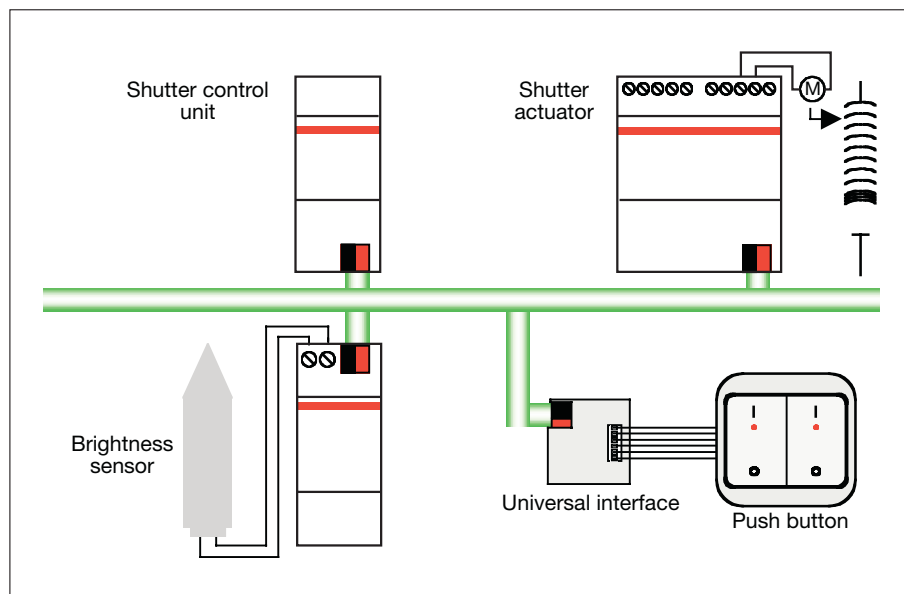 Shutter control
unit
Shutter
actuator
M
Brightness
sensor
Universal interface
Push button